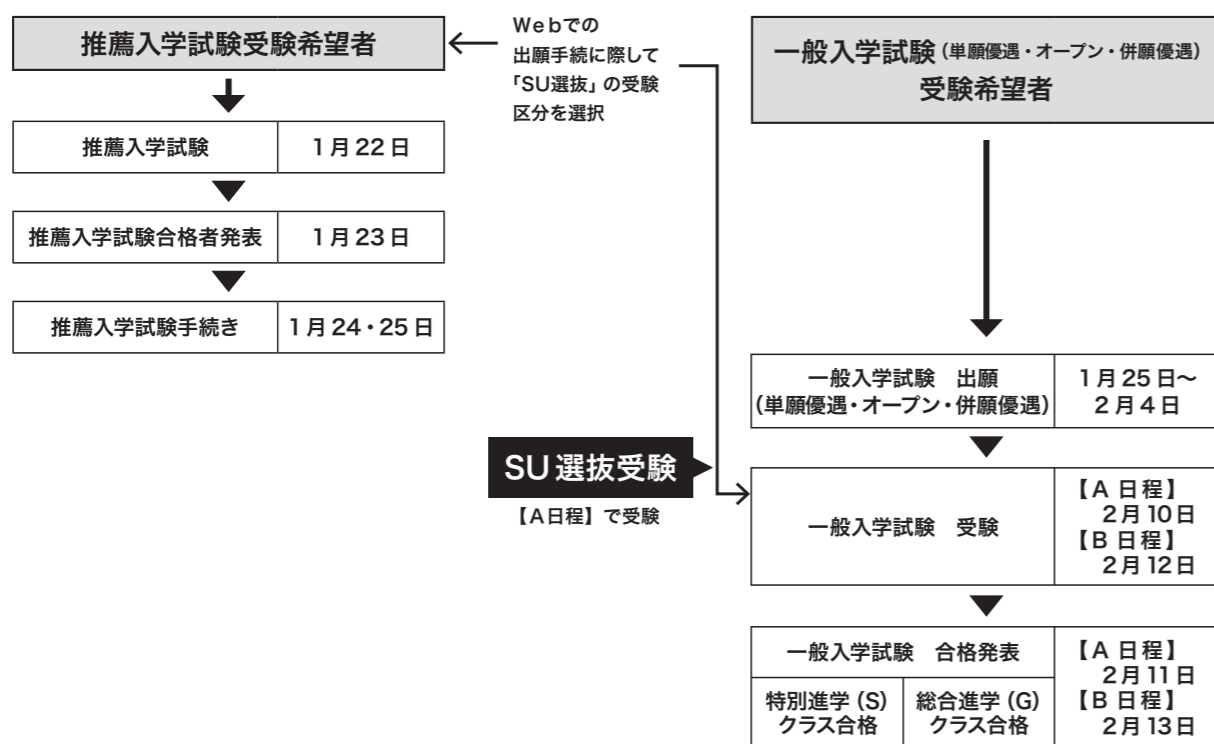 推薦入学試験受験希望者
推薦入学試験 1月22日
推薦入学試験合格者発表 1月23日
推薦入学試験手続き 1月24・25日
Webでの
出願手続に際して
「SU選抜」の受験
区分を選択
SU選抜受験
【A日程】で受験
一般入学試験(単願優遇・オープン・併願優遇)
受験希望者
一般入学試験 出願
(単願優遇・オープン・併願優遇)
1月25日~
2月4日
一般入学試験 受験
【A 日程】
2月10日
【B 日程】
2月12日
一般入学試験 合格発表
特別進学(S)
クラス合格
総合進学(G)
クラス合格
【A 日程】
2月11日
【B 日程】
2月13日